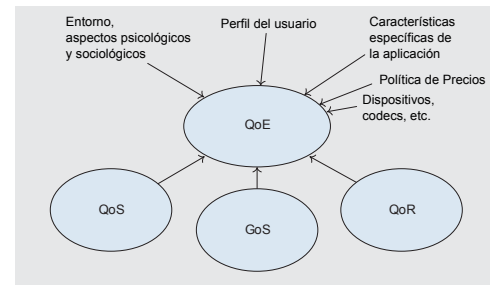 Entorno,
aspectos psicológicos
y sociológicos
Perfil del usuario
Características
específicas de
la aplicación
Política de Precios
Dispositivos,
codecs, etc.
QoE
QoS
GoS
QoR